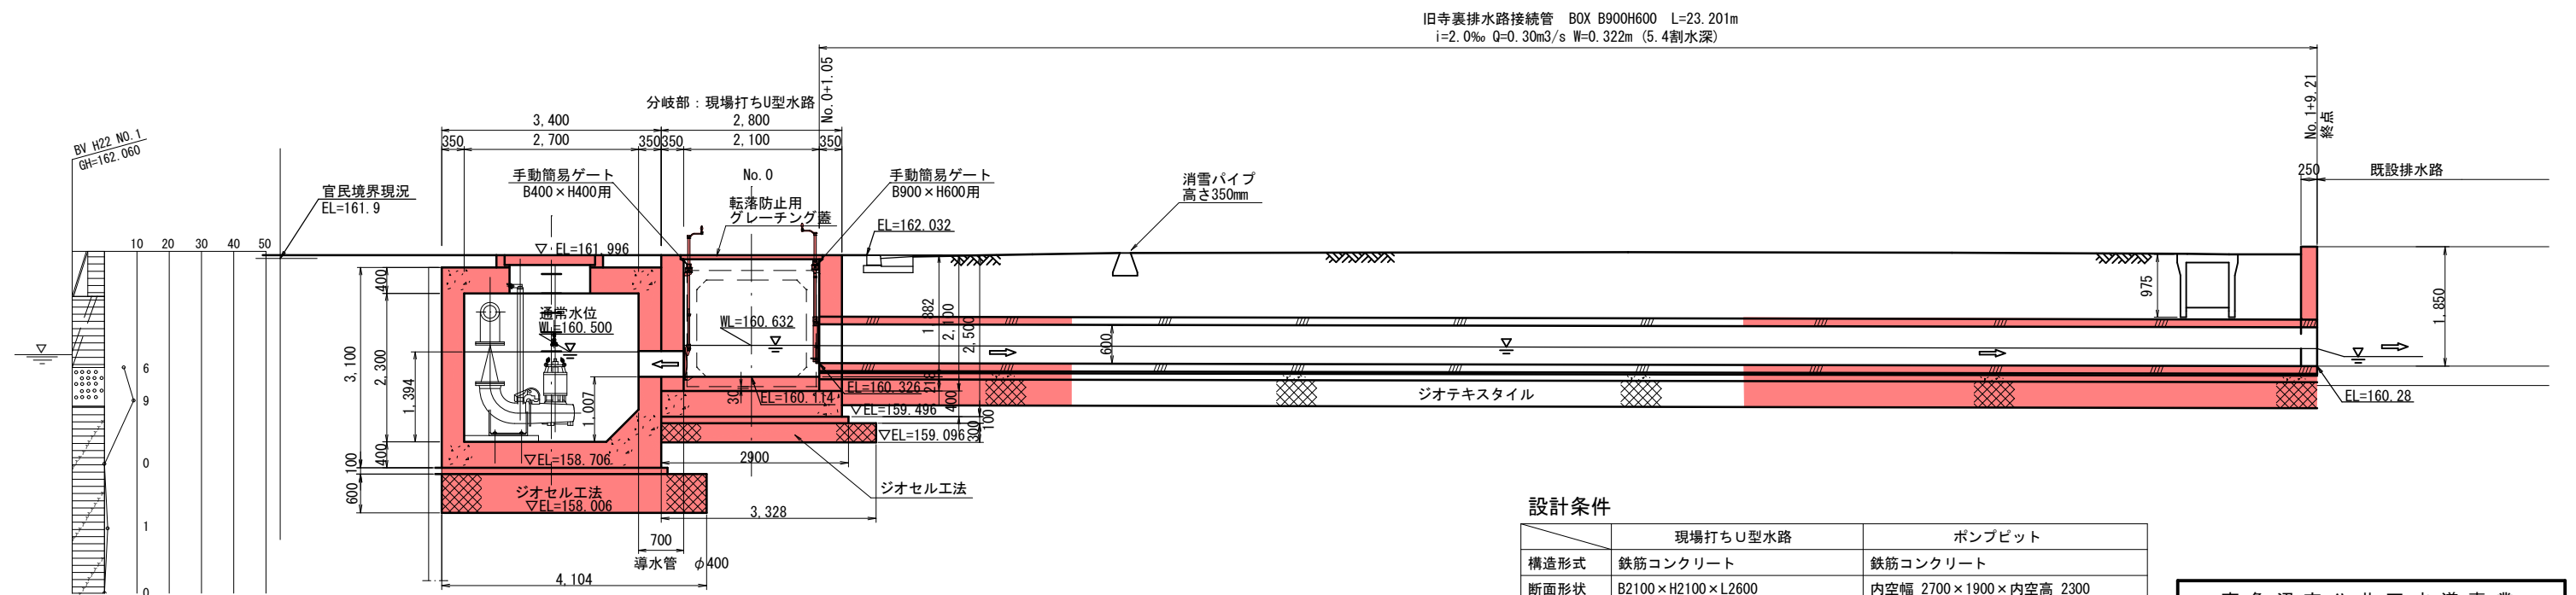 旧寺裏排水路接続管 BOX B900H600 L=23.201m
i=2.0‰ Q=0.30m3/s W=0.322m (5.4割水深)
No.0+1.05
No.1+9.21
終点
分岐部：現場打ちU型水路
3,400
2,800
350
2,700
350
350
2,100
350
BV H22 NO.1
GH=162.060
官民境界現況
EL=161.9
手動簡易ゲート
B400×H400用
No.0
手動簡易ゲート
B900×H600用
転落防止用
グレーチング蓋
EL=162.032
消雪パイプ
高さ350mm
250
既設排水路
10 20 30 40 50
▽ EL=161.996
400
通常水位
WL=160.500
WL=160.632
3,100
2,300
1,394
1,007
400
1,882
2,100
2,500
600
975
1,850
6
9
0
1
0
30
218
EL=160.326
EL=160.114
400
ジオテキスタイル
EL=160.28
▽EL=159.496
100
300
▽EL=159.096
▽EL=158.706
100
2900
600
ジオセル工法
▽EL=158.006
ジオセル工法
3,328
700
導水管 φ400
4,104
設計条件
現場打ちU型水路 ポンプピット
構造形式 鉄筋コンクリート 鉄筋コンクリート
断面形状 B2100×H2100×L2600 内空幅 2700×1900×内空高 2300